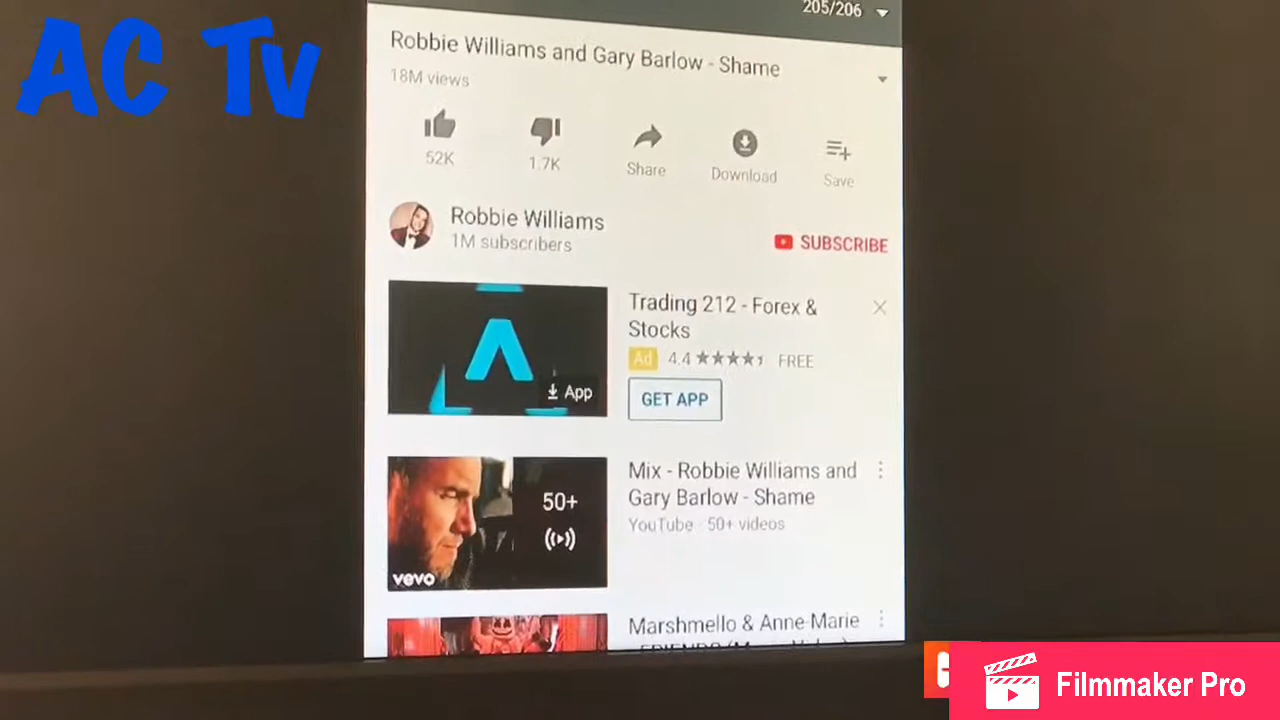 AC Tv
205/206
Robbie Williams and Gary Barlow - Shame
18M views
52K
1.7K
Share
Download
Save
Robbie Williams
1M subscribers
SUBSCRIBE
App
Trading 212 - Forex &
Stocks
Ad 4.4 FREE
GET APP
50+
vevo
Mix - Robbie Williams and
Gary Barlow - Shame
YouTube · 50+ videos
Marshmello & Anne-Marie
Filmmaker Pro